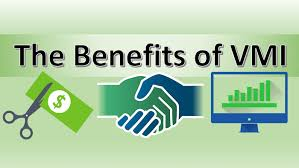 The Benefits of VMI
$